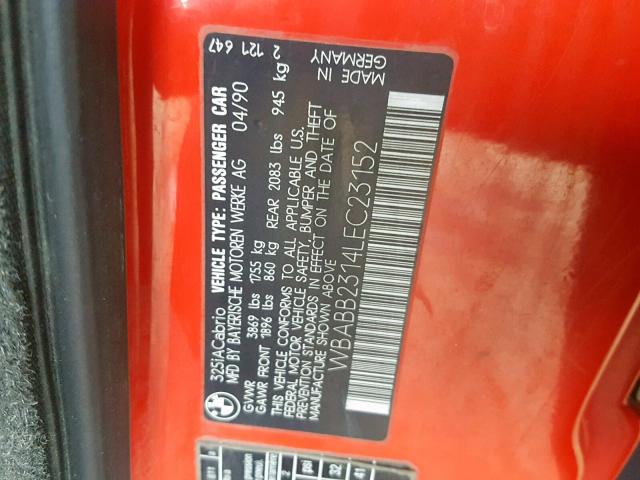 325iACabrio VEHICLE TYPE: PASSENGER CAR
MFD BY BAYERISCHE MOTOREN WERKE AG 04/90
GVWR 3869 lbs 1755 kg
GAWR FRONT 1896 lbs 860 kg REAR 2083 lbs 945 kg
THIS VEHICLE CONFORMS TO ALL APPLICABLE U.S.
FEDERAL MOTOR VEHICLE SAFETY, BUMPER AND THEFT
STANDARDS IN EFFECT ON THE DATE OF
MANUFACTURE SHOWN ABOVE
WBABB2314LEC23152
2 121 647
MADE IN
GERMANY
psi
32
41